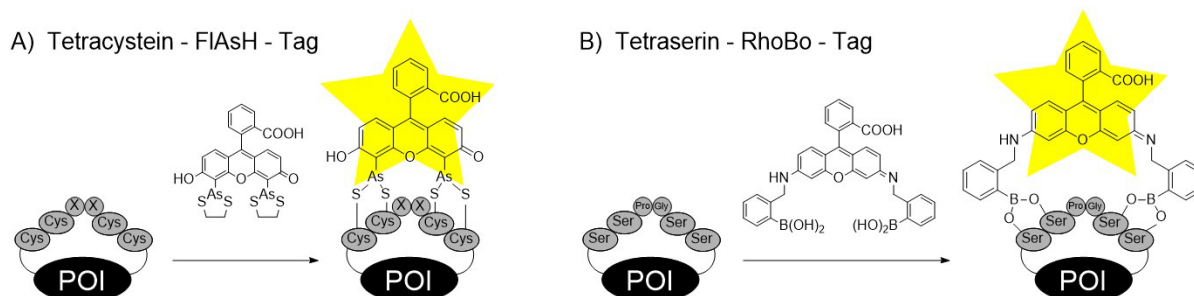 A) Tetracystein - FlAsH - Tag
B) Tetraserin - RhoBo - Tag
COOH
HO
O
O
As
As
S
S
S
S
X
X
Cys
Cys
Cys
Cys
POI
COOH
HO
O
O
As
As
S
S
S
S
X
X
Cys
Cys
Cys
Cys
POI
Pro
Gly
Ser
Ser
Ser
Ser
POI
COOH
HN
O
N
B(OH)2
(HO)2B
COOH
HN
O
N
B
O
O
O
B
O
Pro
Gly
Ser
Ser
Ser
Ser
POI